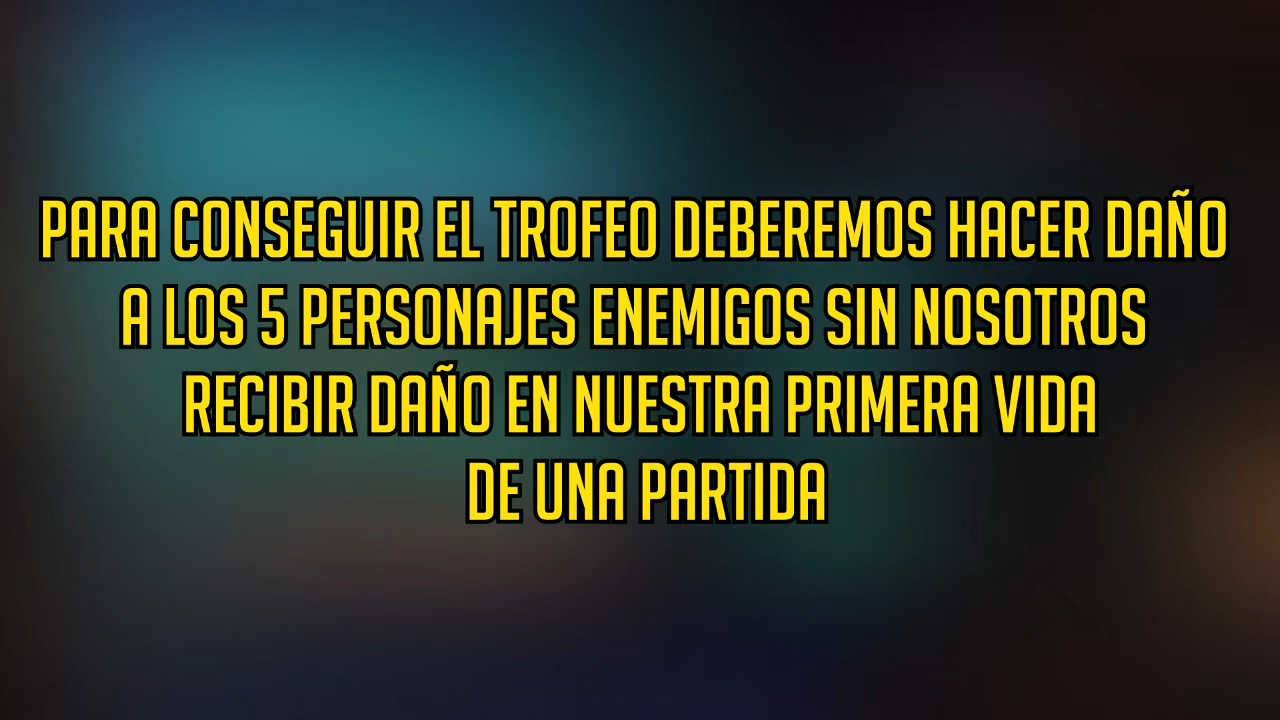 PARA CONSEGUIR EL TROFEO DEBEREMOS HACER DAÑO
A LOS 5 PERSONAJES ENEMIGOS SIN NOSOTROS
RECIBIR DAÑO EN NUESTRA PRIMERA VIDA
DE UNA PARTIDA